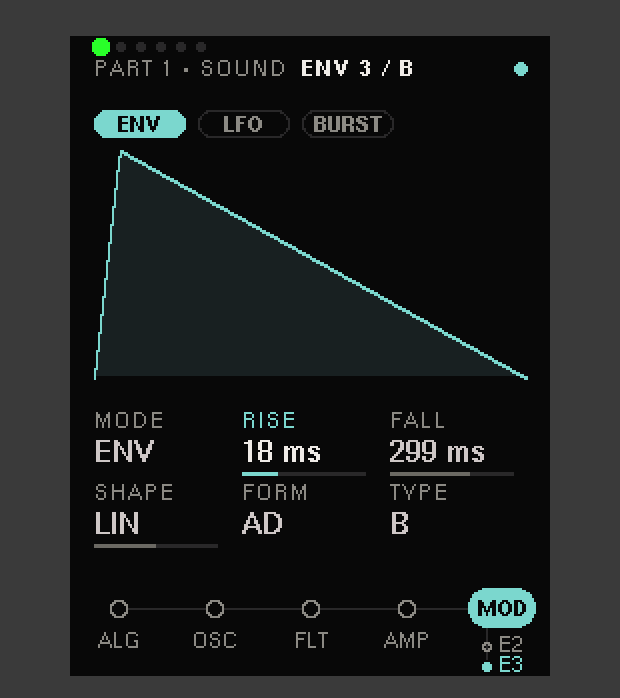 PART 1 · SOUND ENV 3 / B
ENV LFO BURST
MODE RISE FALL
ENV 18 ms 299 ms
SHAPE FORM TYPE
LIN AD B
MOD
ALG OSC FLT AMP
E2
E3